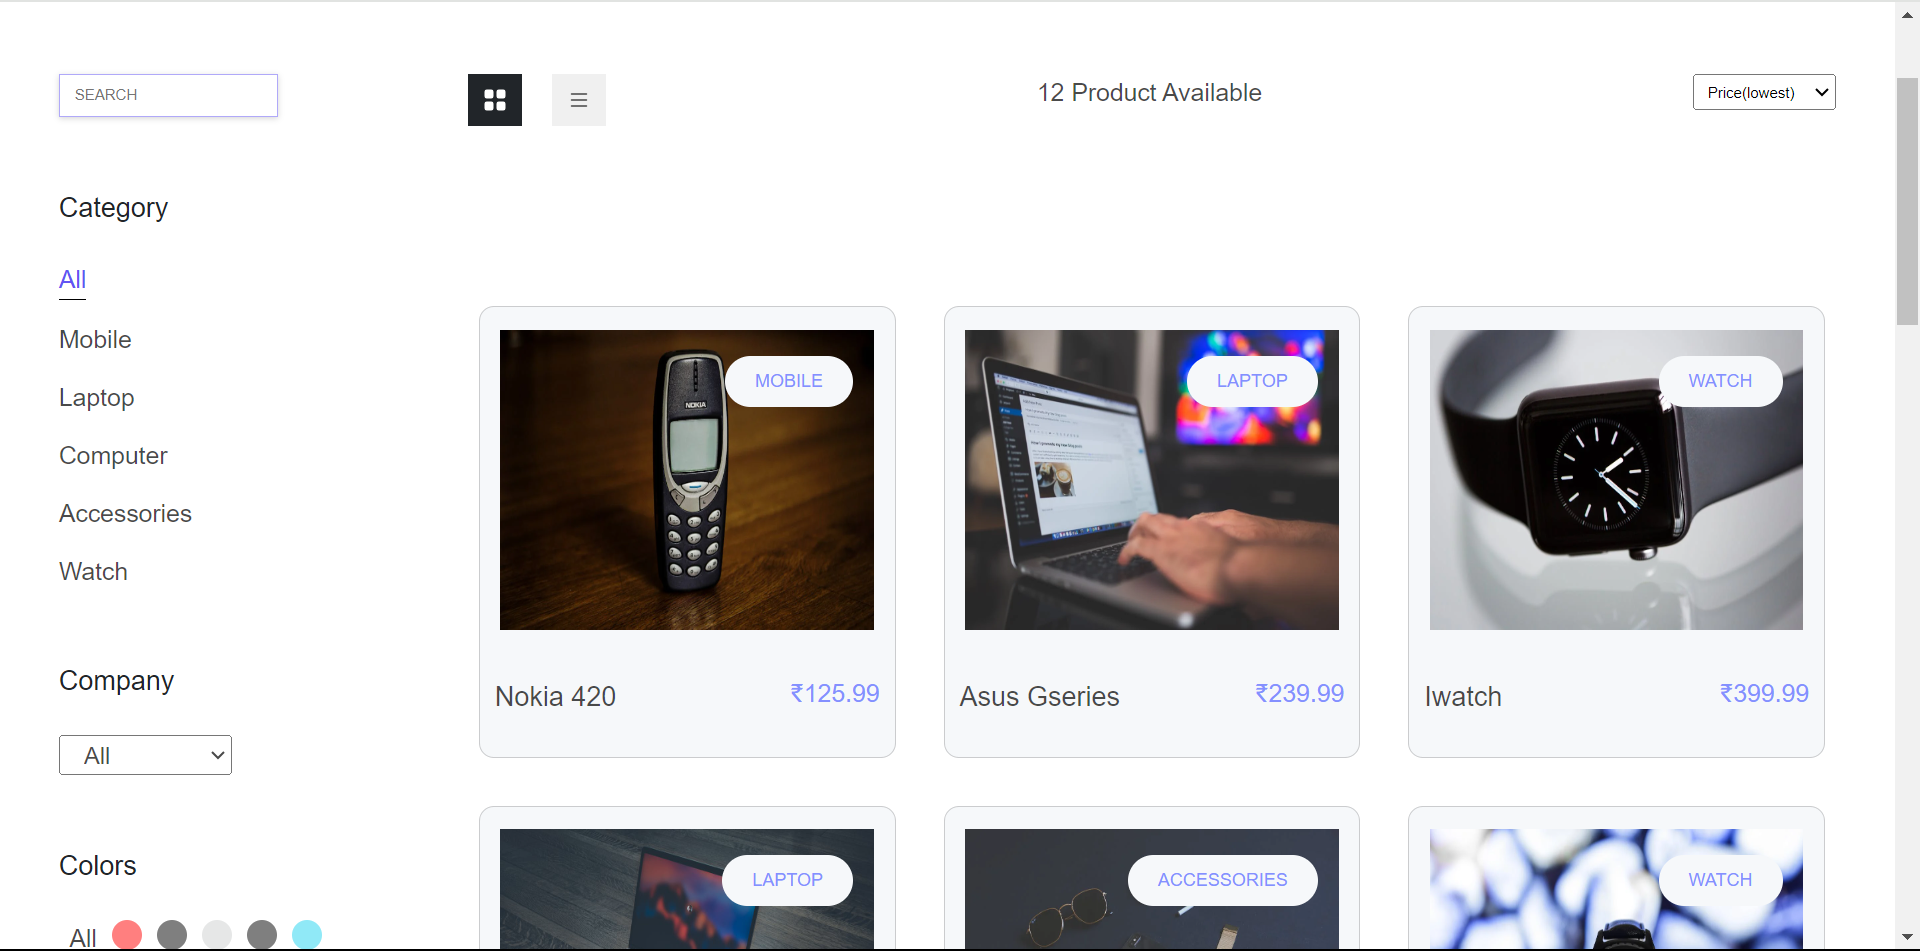 SEARCH
12 Product Available
Price(lowest)
Category
All
Mobile
Laptop
Computer
Accessories
Watch
Company
All
Colors
All
MOBILE
NOKIA
Nokia 420
₹125.99
LAPTOP
Asus Gseries
₹239.99
WATCH
Iwatch
₹399.99
LAPTOP
ACCESSORIES
WATCH